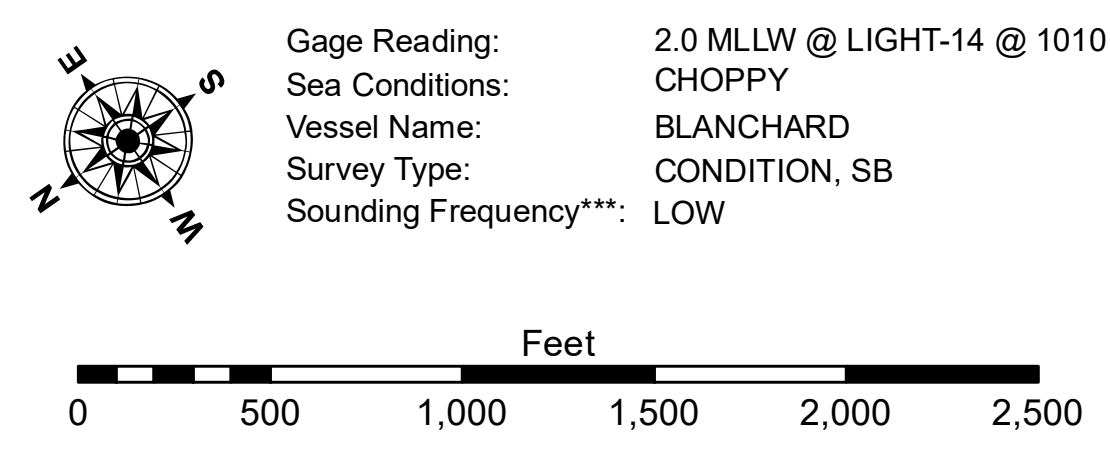 E
S
N
W
Gage Reading: 2.0 MLLW @ LIGHT-14 @ 1010
Sea Conditions: CHOPPY
Vessel Name: BLANCHARD
Survey Type: CONDITION, SB
Sounding Frequency***: LOW
Feet
0 500 1,000 1,500 2,000 2,500